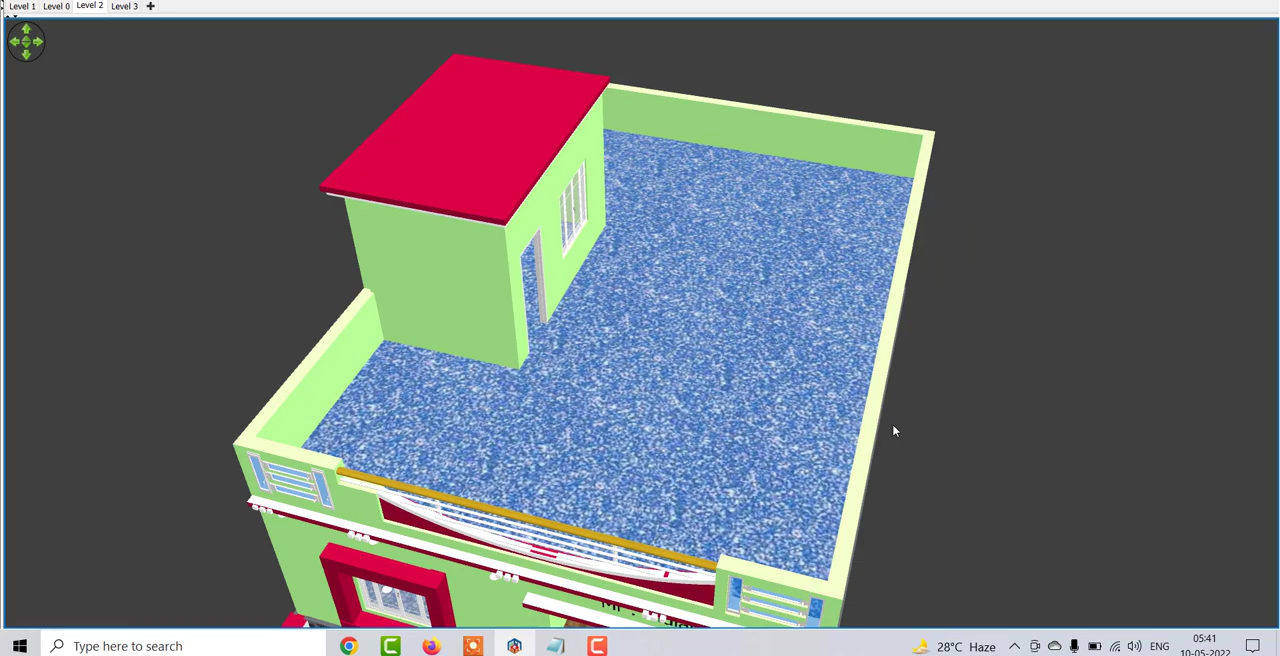 Level 1 Level 0 Level 2 Level 3
Type here to search
28°C Haze ENG
05:41
10-05-2022